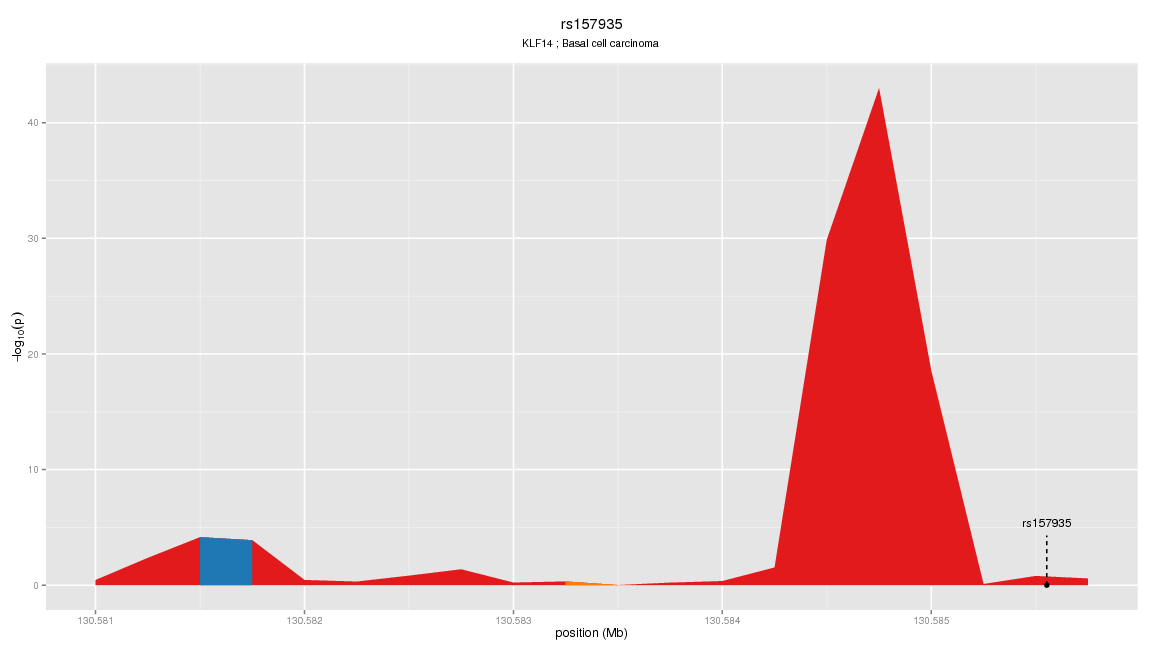 rs157935
KLF14 ; Basal cell carcinoma
−log10(p)
40
30
20
10
0
rs157935
130.581
130.582
130.583
130.584
130.585
position (Mb)